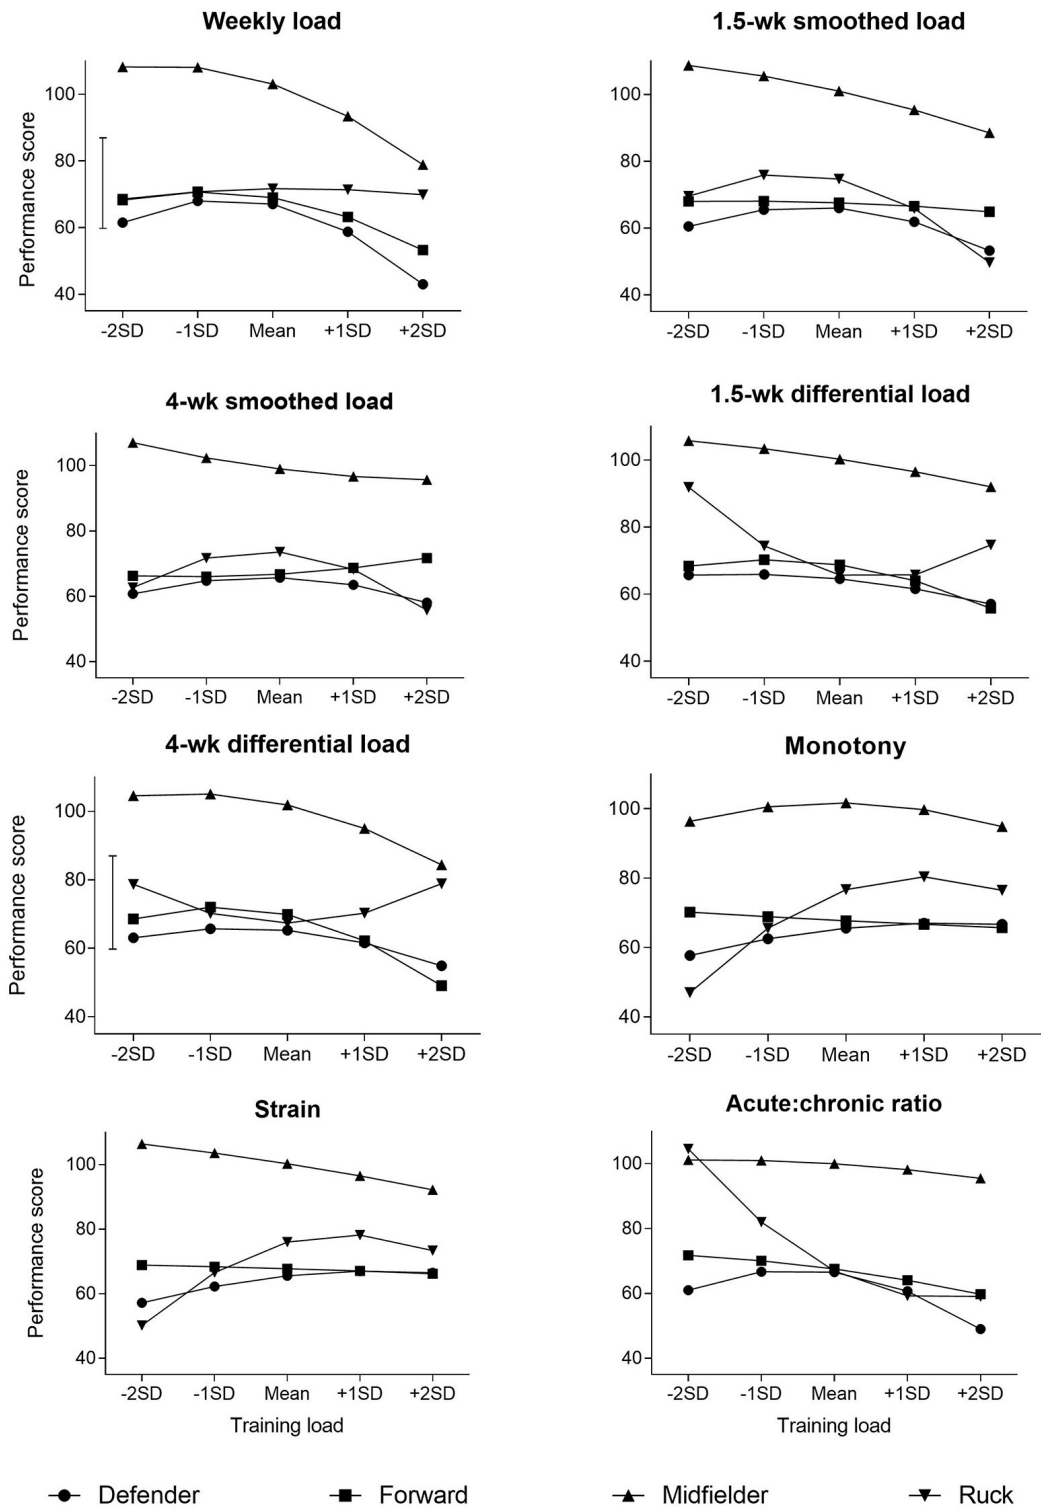 Weekly load
1.5-wk smoothed load
Performance score
100
80
60
40
-2SD -1SD Mean +1SD +2SD
100
80
60
40
-2SD -1SD Mean +1SD +2SD
4-wk smoothed load
1.5-wk differential load
Performance score
100
80
60
40
-2SD -1SD Mean +1SD +2SD
100
80
60
40
-2SD -1SD Mean +1SD +2SD
4-wk differential load
Monotony
Performance score
100
80
60
40
-2SD -1SD Mean +1SD +2SD
100
80
60
40
-2SD -1SD Mean +1SD +2SD
Strain
Acute:chronic ratio
Performance score
100
80
60
40
-2SD -1SD Mean +1SD +2SD
Training load
100
80
60
40
-2SD -1SD Mean +1SD +2SD
Training load
Defender Forward Midfielder Ruck